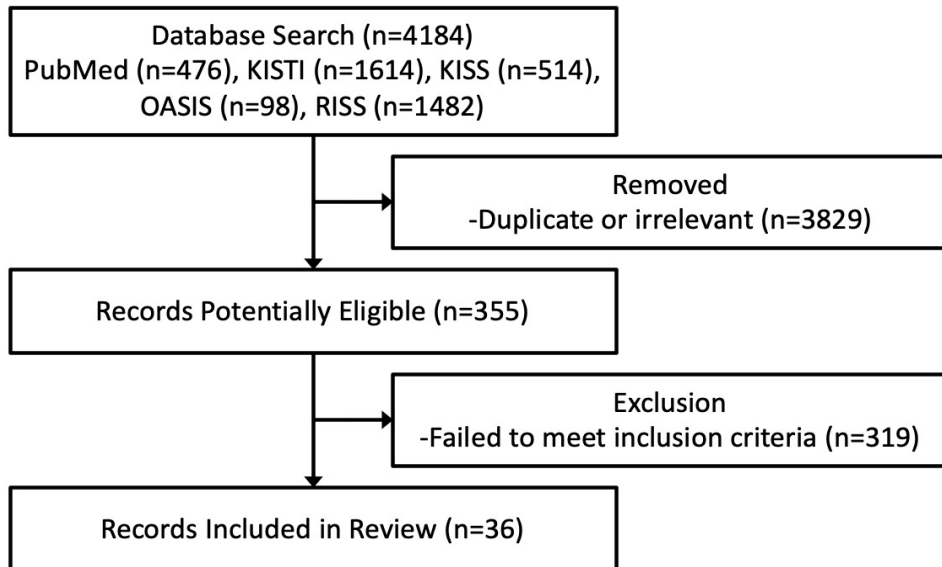 Database Search (n=4184)
PubMed (n=476), KISTI (n=1614), KISS (n=514),
OASIS (n=98), RISS (n=1482)
Removed
-Duplicate or irrelevant (n=3829)
Records Potentially Eligible (n=355)
Exclusion
-Failed to meet inclusion criteria (n=319)
Records Included in Review (n=36)